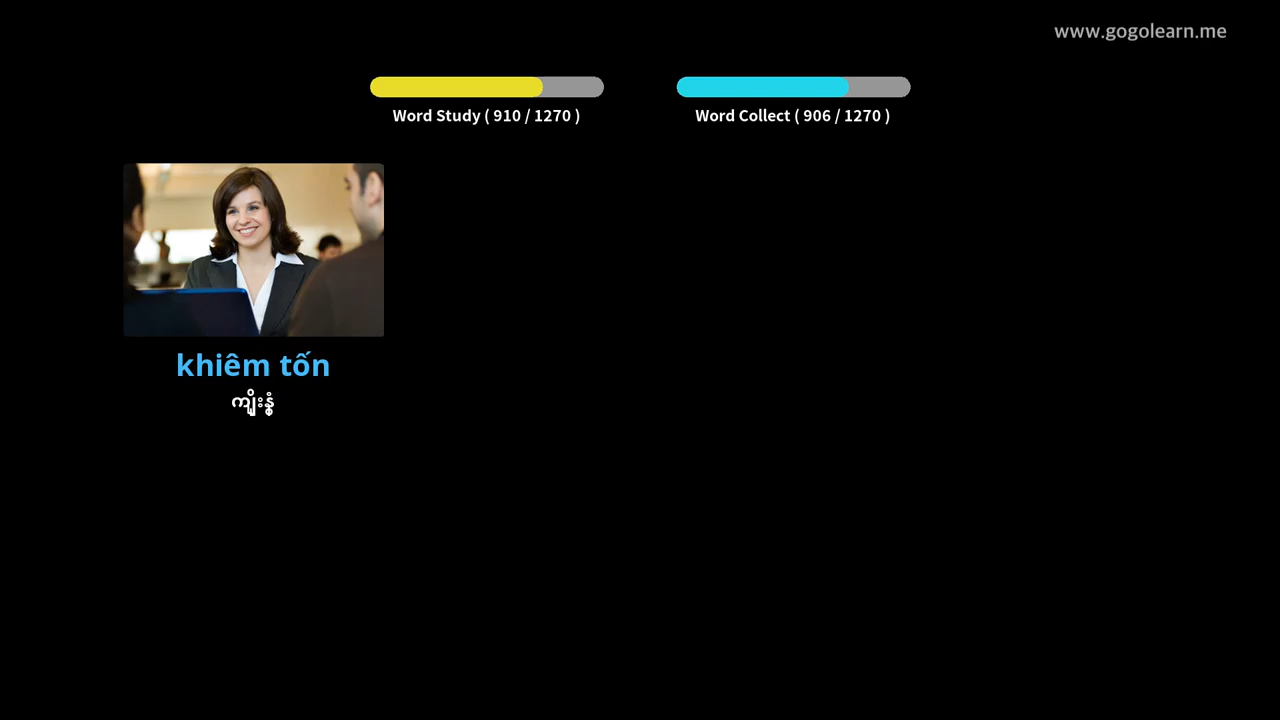 www.gogolearn.me
Word Study ( 910 / 1270 )
Word Collect ( 906 / 1270 )
khiêm tốn
ကျိုးနွံ